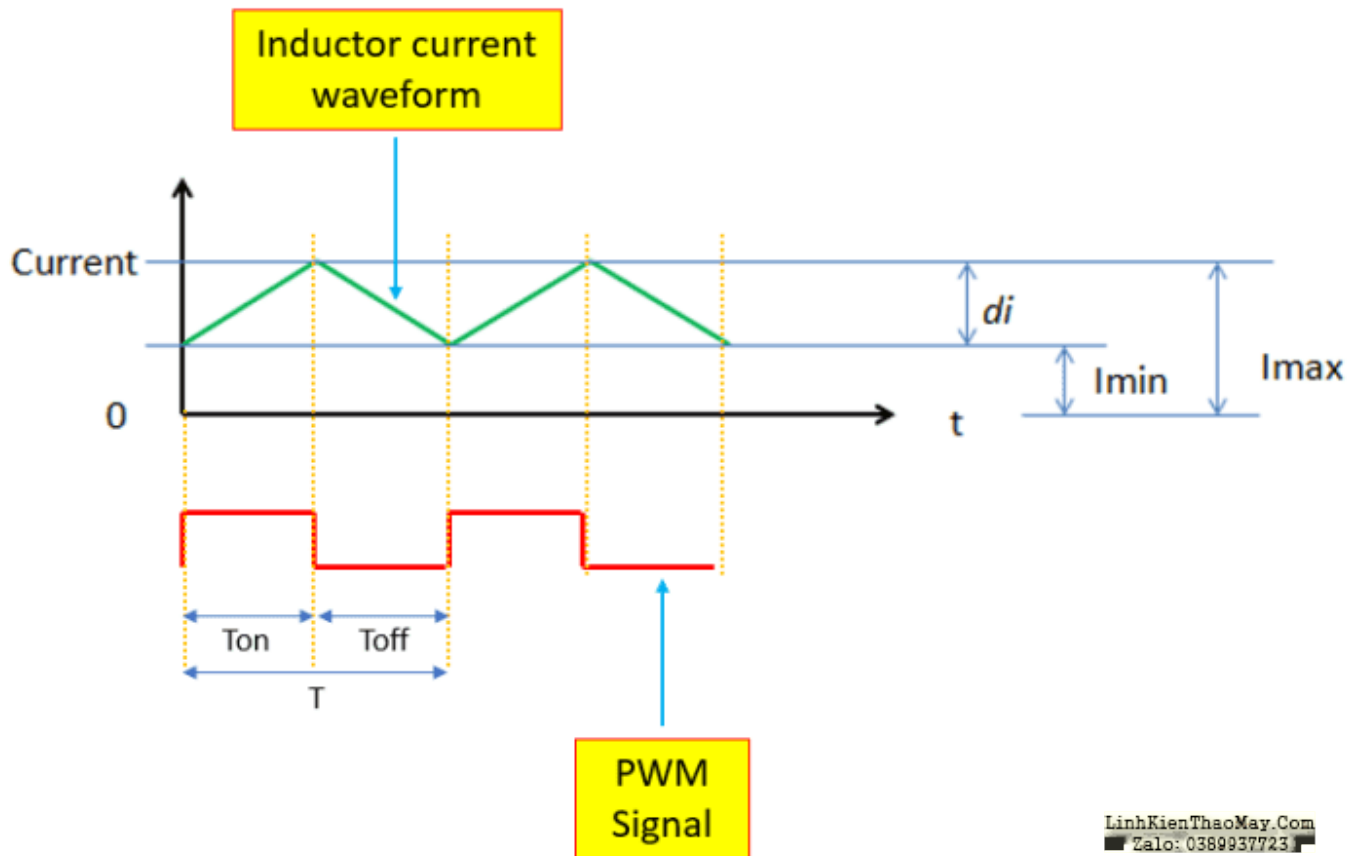 Inductor current
waveform
Current
di
Imin
Imax
0
t
Ton
Toff
T
PWM
Signal
LinhKienThaoMay.Com
Zalo: 0389937723